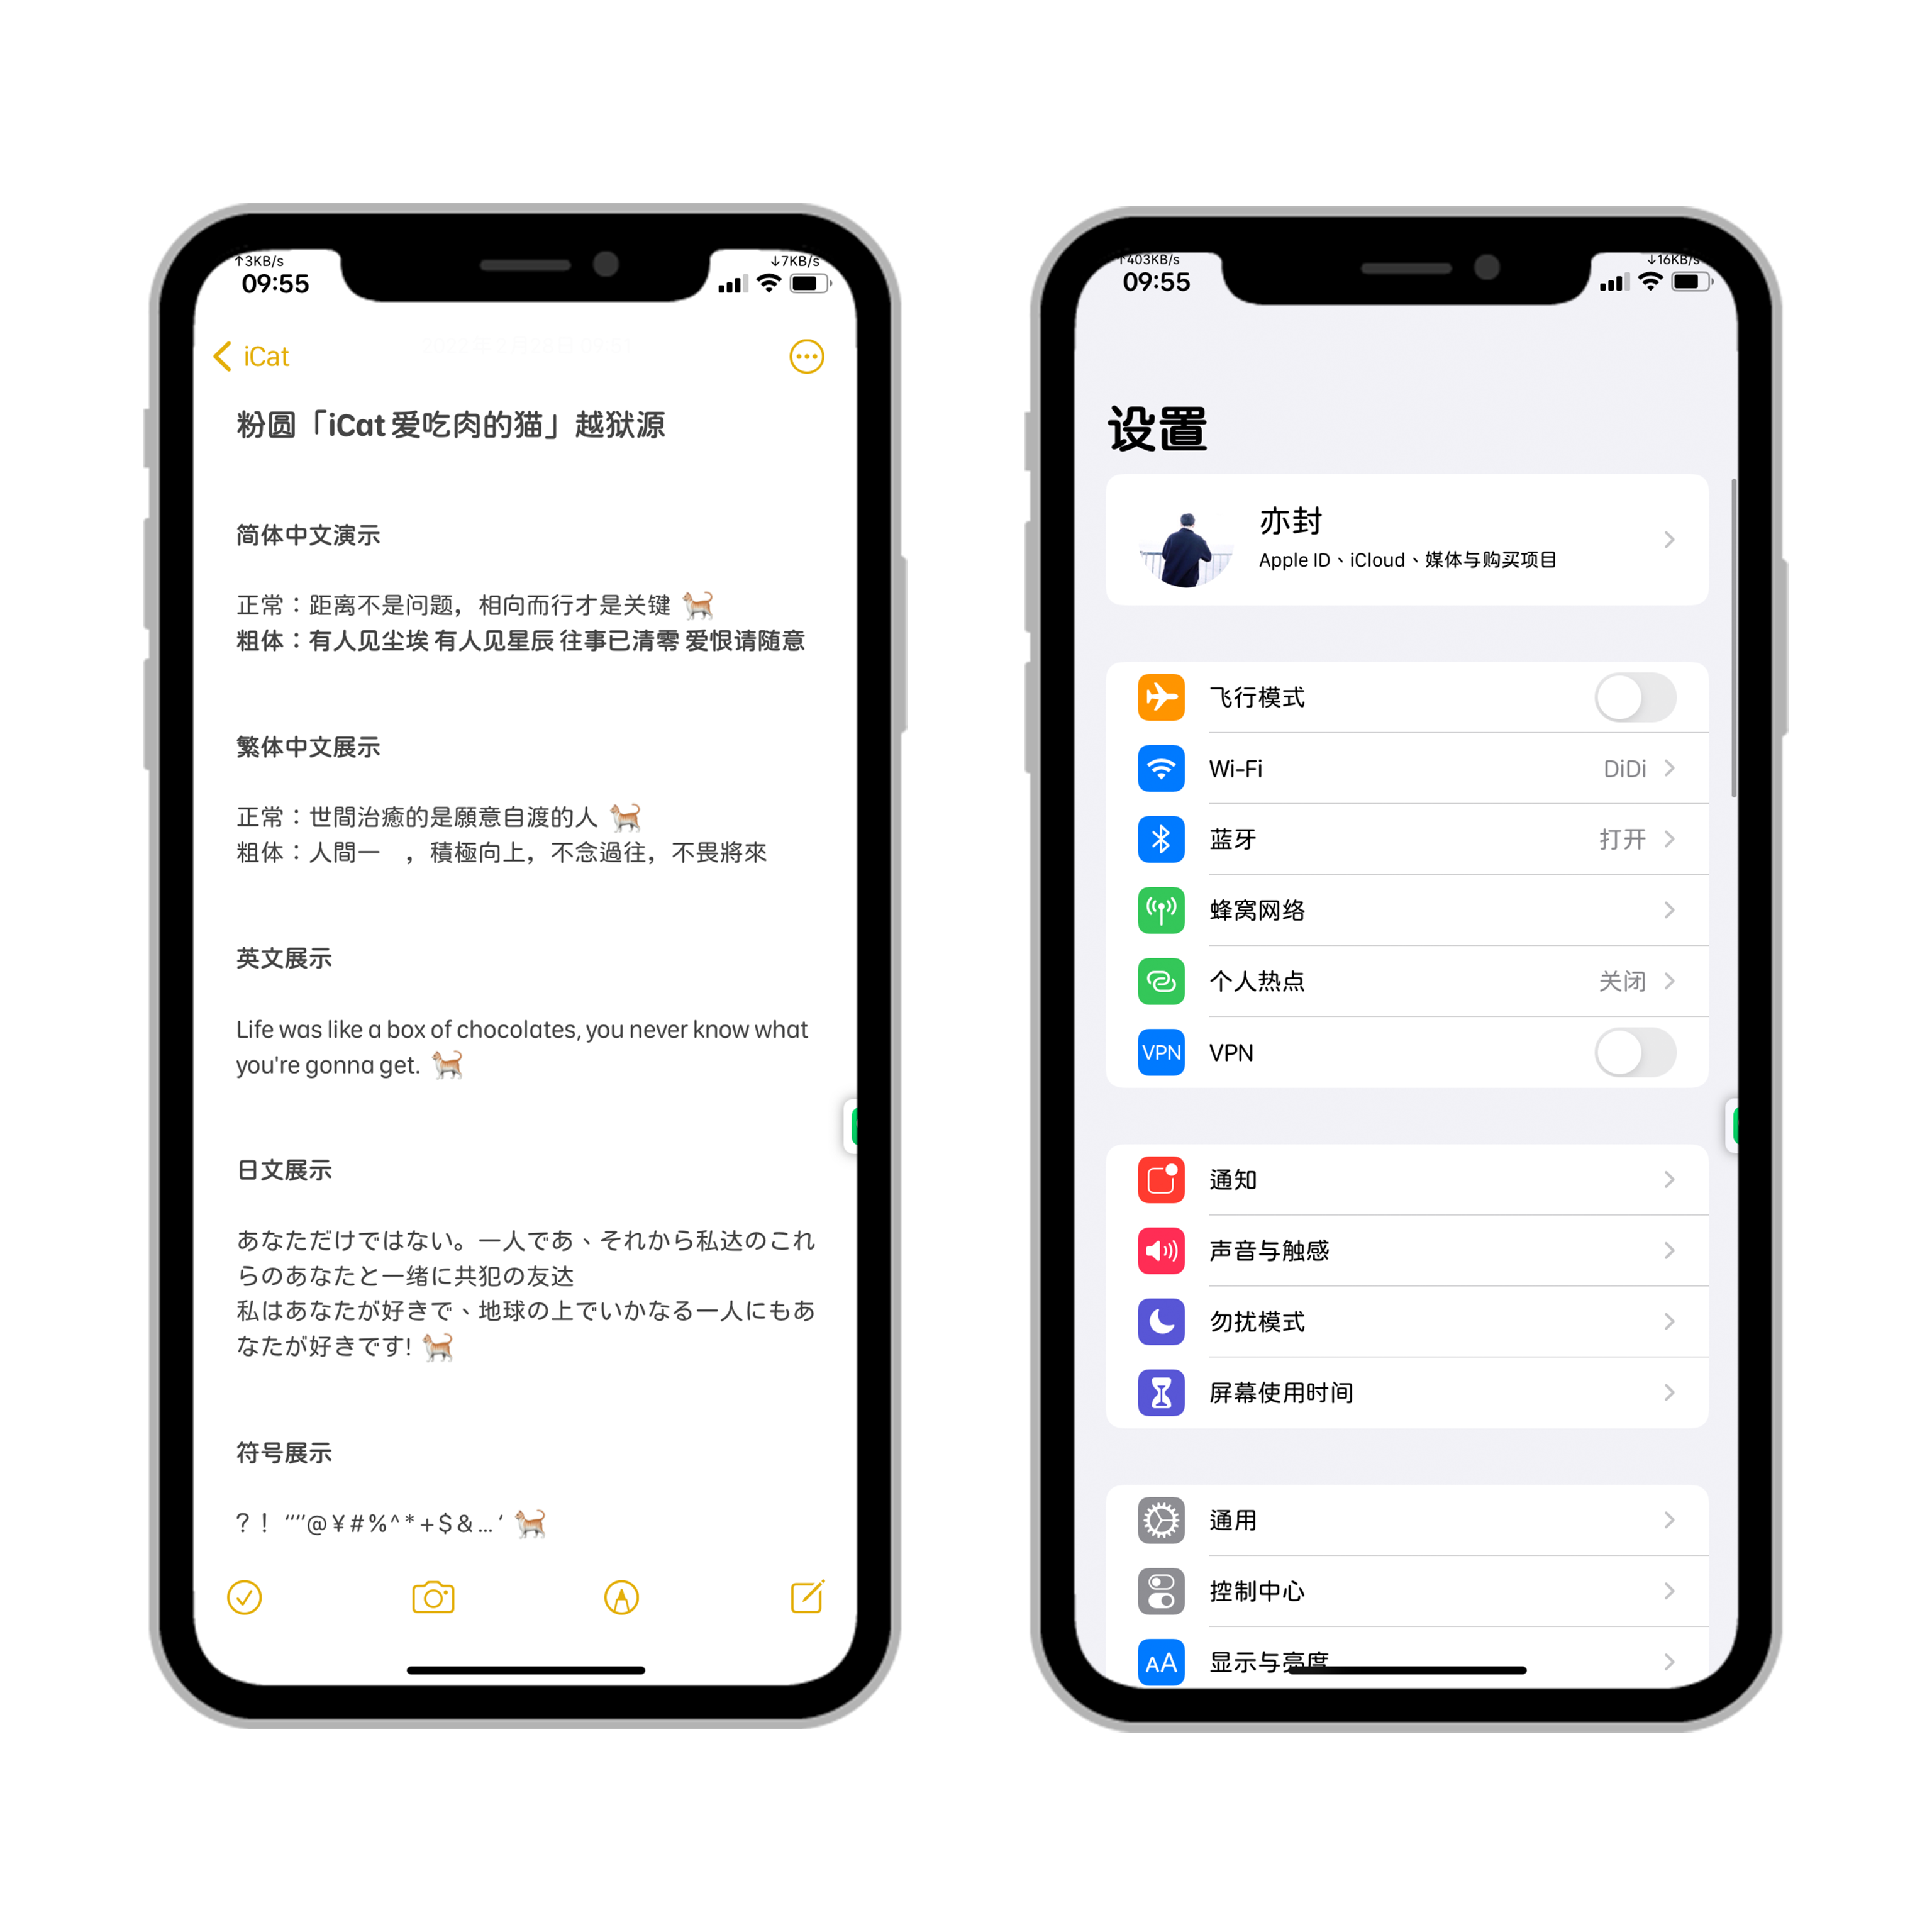 ↑3KB/s
↓7KB/s
09:55
iCat
粉圆「iCat 爱吃肉的猫」越狱源
简体中文演示
正常：距离不是问题，相向而行才是关键 🐈
粗体：有人见尘埃 有人见星辰 往事已清零 爱恨请随意
繁体中文展示
正常：世間治癒的是願意自渡的人 🐈
粗体：人間一　，積極向上，不念過往，不畏將來
英文展示
Life was like a box of chocolates, you never know what
you're gonna get. 🐈
日文展示
あなただけではない。一人であ、それから私达のこれ
らのあなたと一绪に共犯の友达
私はあなたが好きで、地球の上でいかなる一人にもあ
なたが好きです! 🐈
符号展示
？！“”"@¥#%^*+$&...‘ 🐈
↑403KB/s
↓16KB/s
09:55
设置
亦封
Apple ID、iCloud、媒体与购买项目
飞行模式
Wi-Fi DiDi
蓝牙 打开
蜂窝网络
个人热点 关闭
VPN VPN
通知
声音与触感
勿扰模式
屏幕使用时间
通用
控制中心
AA 显示与亮度